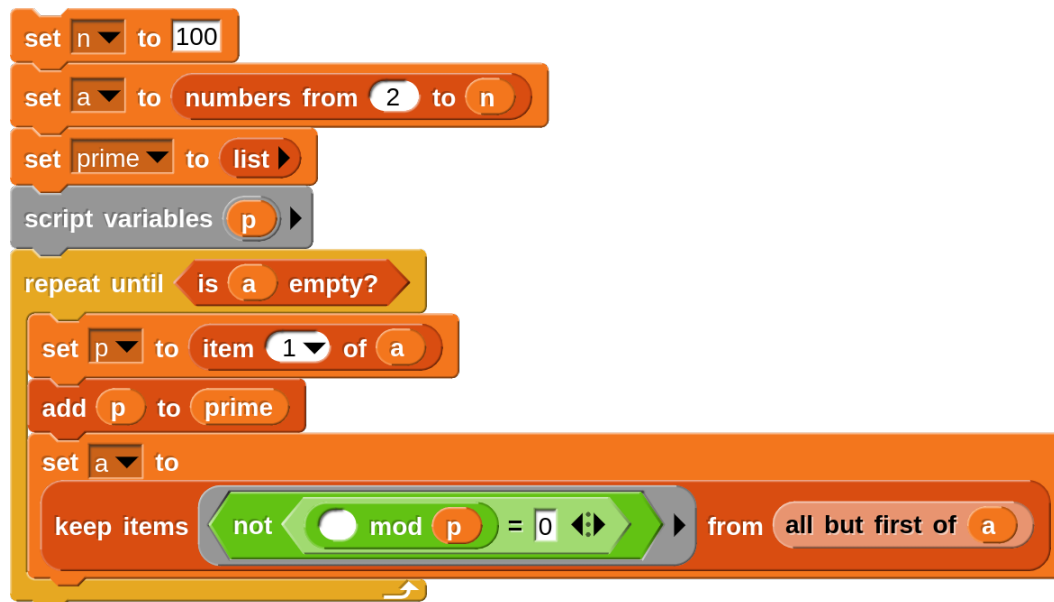 set n to 100
set a to numbers from 2 to n
set prime to list
script variables p
repeat until is a empty?
set p to item 1 of a
add p to prime
set a to
keep items not mod p = 0 from all but first of a